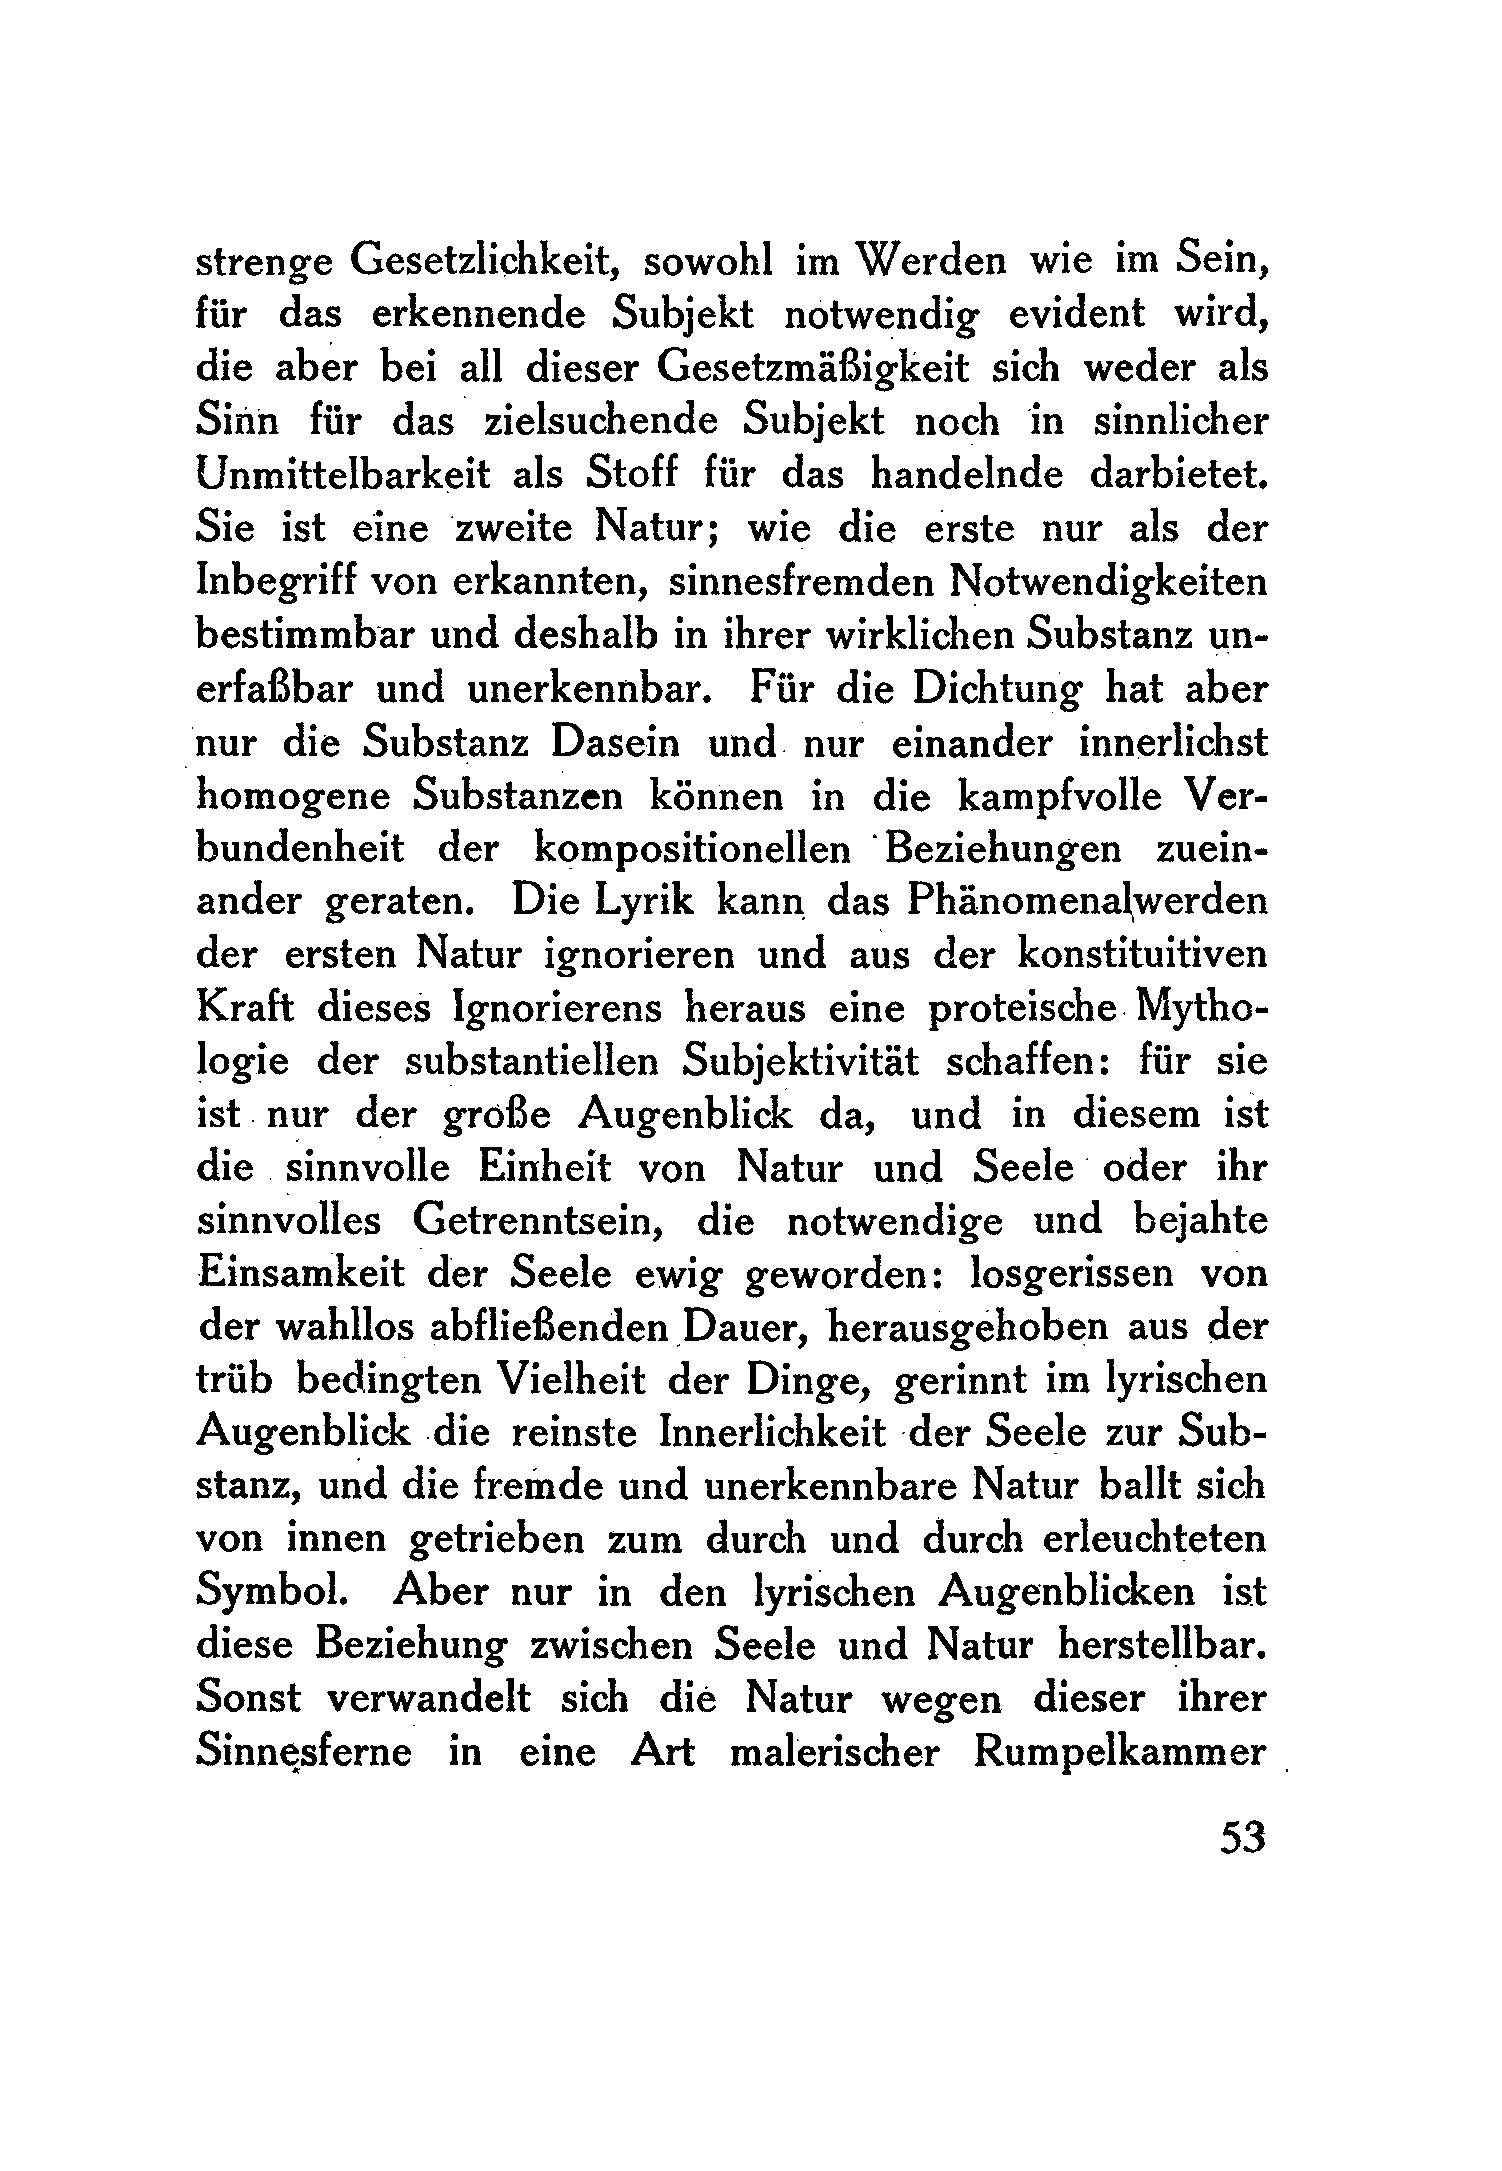 strenge Gesetzlichkeit, sowohl im Werden wie im Sein,
für das erkennende Subjekt notwendig evident wird,
die aber bei all dieser Gesetzmäßigkeit sich weder als
Sinn für das zielsuchende Subjekt noch in sinnlicher
Unmittelbarkeit als Stoff für das handelnde darbietet.
Sie ist eine zweite Natur; wie die erste nur als der
Inbegriff von erkannten, sinnesfremden Notwendigkeiten
bestimmbar und deshalb in ihrer wirklichen Substanz un-
erfaßbar und unerkennbar. Für die Dichtung hat aber
nur die Substanz Dasein und nur einander innerlichst
homogene Substanzen können in die kampfvolle Ver-
bundenheit der kompositionellen Beziehungen zuein-
ander geraten. Die Lyrik kann das Phänomenalwerden
der ersten Natur ignorieren und aus der konstituitiven
Kraft dieses Ignorierens heraus eine proteische Mytho-
logie der substantiellen Subjektivität schaffen: für sie
ist nur der große Augenblick da, und in diesem ist
die sinnvolle Einheit von Natur und Seele oder ihr
sinnvolles Getrenntsein, die notwendige und bejahte
Einsamkeit der Seele ewig geworden: losgerissen von
der wahllos abfließenden Dauer, herausgehoben aus der
trüb bedingten Vielheit der Dinge, gerinnt im lyrischen
Augenblick die reinste Innerlichkeit der Seele zur Sub-
stanz, und die fremde und unerkennbare Natur ballt sich
von innen getrieben zum durch und durch erleuchteten
Symbol. Aber nur in den lyrischen Augenblicken ist
diese Beziehung zwischen Seele und Natur herstellbar.
Sonst verwandelt sich die Natur wegen dieser ihrer
Sinnesferne in eine Art malerischer Rumpelkammer
53